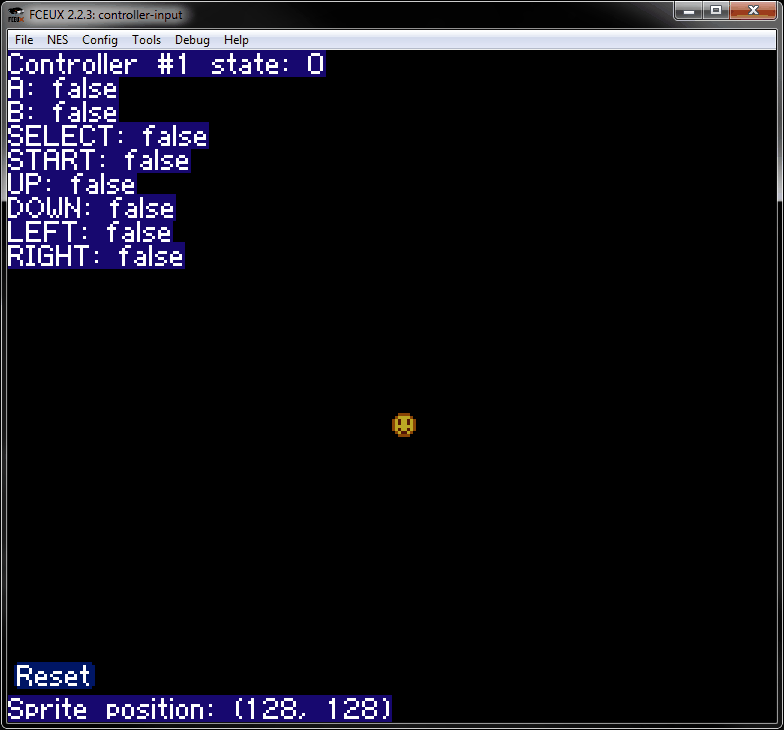 FCEUX 2.2.3: controller-input
File NES Config Tools Debug Help
Controller #1 state: 0
A: false
B: false
SELECT: false
START: false
UP: false
DOWN: false
LEFT: false
RIGHT: false
Reset
Sprite position: (128, 128)